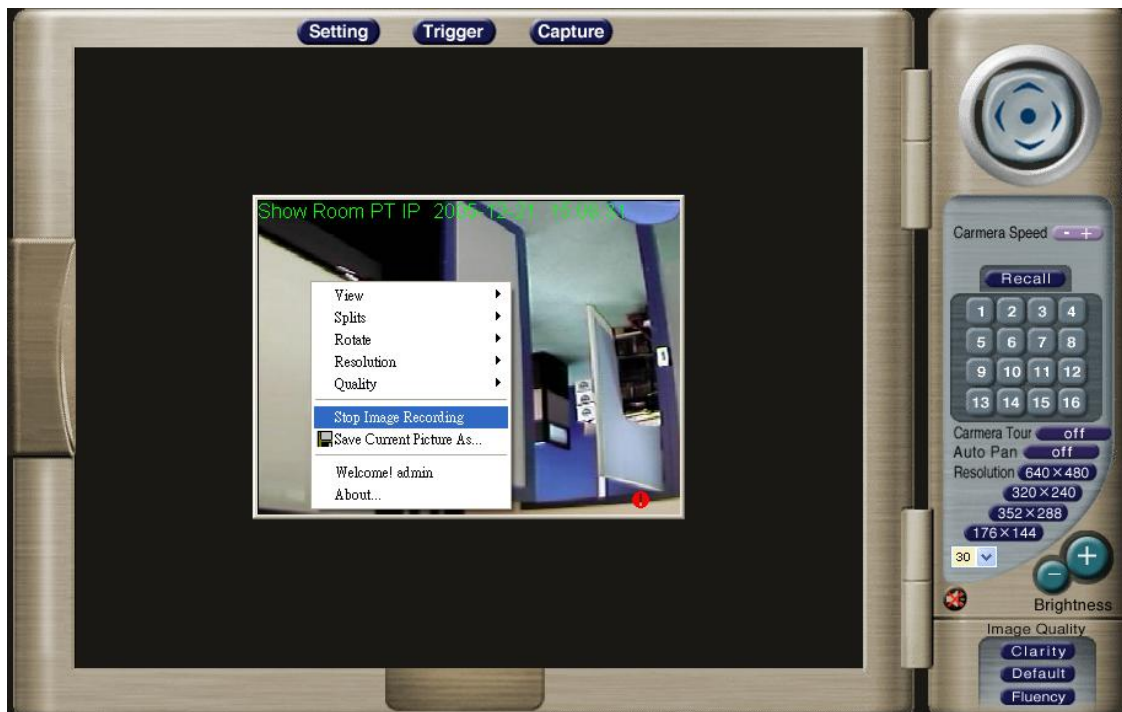 Setting Trigger Capture
Show Room PT IP
View
Splits
Rotate
Resolution
Quality
Stop Image Recording
Save Current Picture As...
Welcome! admin
About...
Carmera Speed - +
Recall
1 2 3 4
5 6 7 8
9 10 11 12
13 14 15 16
Carmera Tour off
Auto Pan off
Resolution 640×480
320×240
352×288
176×144
30
+
−
Brightness
Image Quality
Clarity
Default
Fluency